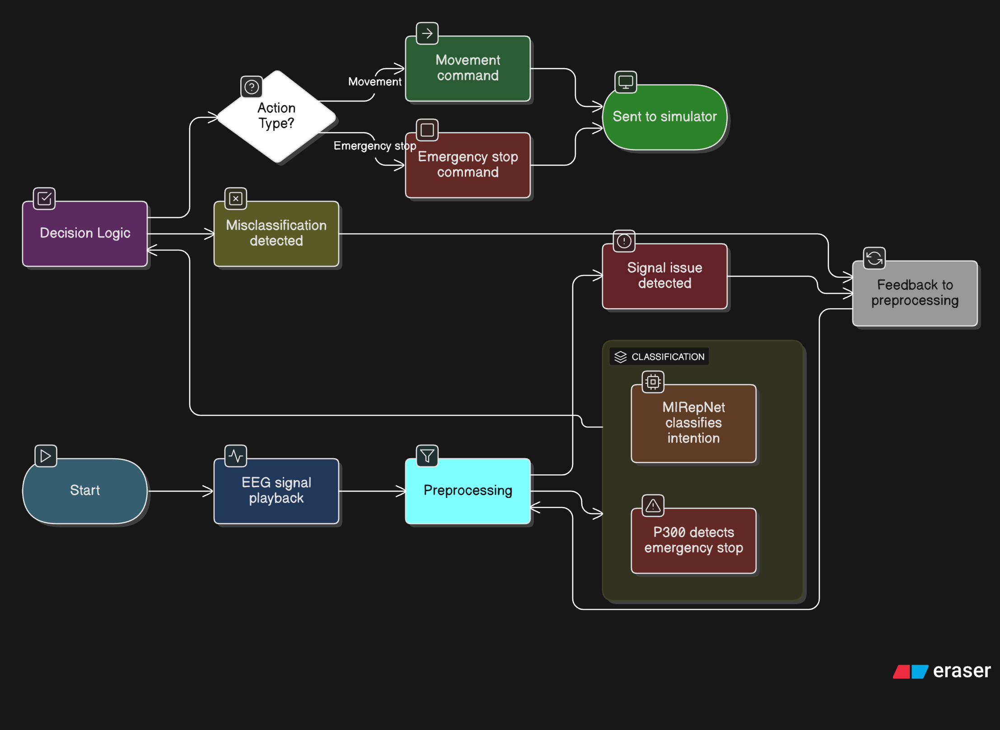 Movement
command
Movement
Action
Type?
Sent to simulator
Emergency stop
Emergency stop
command
Decision Logic
Misclassification
detected
Signal issue
detected
Feedback to
preprocessing
CLASSIFICATION
MIRepNet
classifies
intention
Start
EEG signal
playback
Preprocessing
P300 detects
emergency stop
eraser